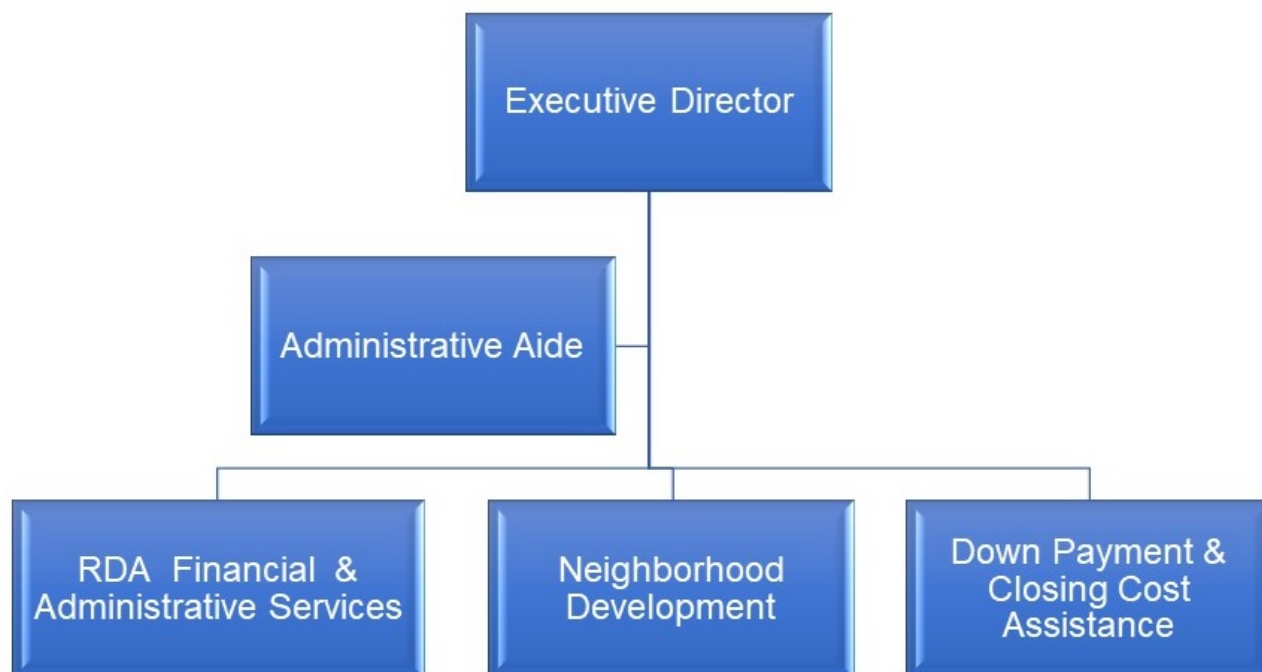 Executive Director
Administrative Aide
RDA Financial &
Administrative Services
Neighborhood
Development
Down Payment &
Closing Cost
Assistance